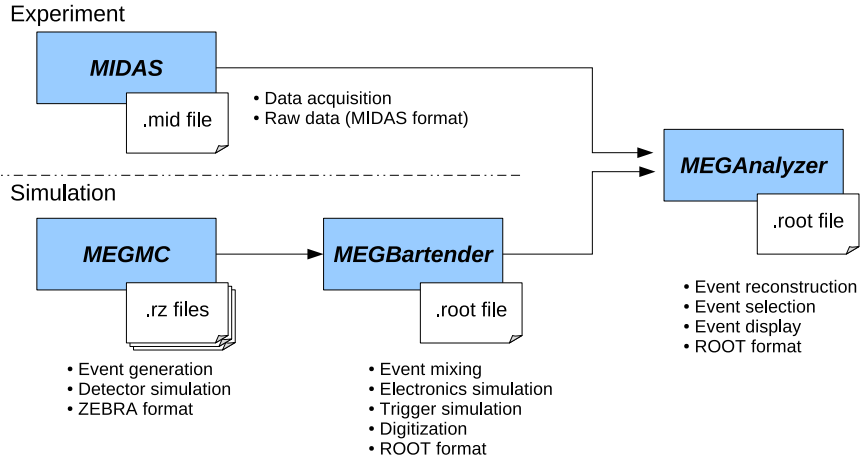 Experiment
MIDAS
.mid file
• Data acquisition
• Raw data (MIDAS format)
MEGAnalyzer
.root file
• Event reconstruction
• Event selection
• Event display
• ROOT format
Simulation
MEGMC
.rz files
• Event generation
• Detector simulation
• ZEBRA format
MEGBartender
.root file
• Event mixing
• Electronics simulation
• Trigger simulation
• Digitization
• ROOT format